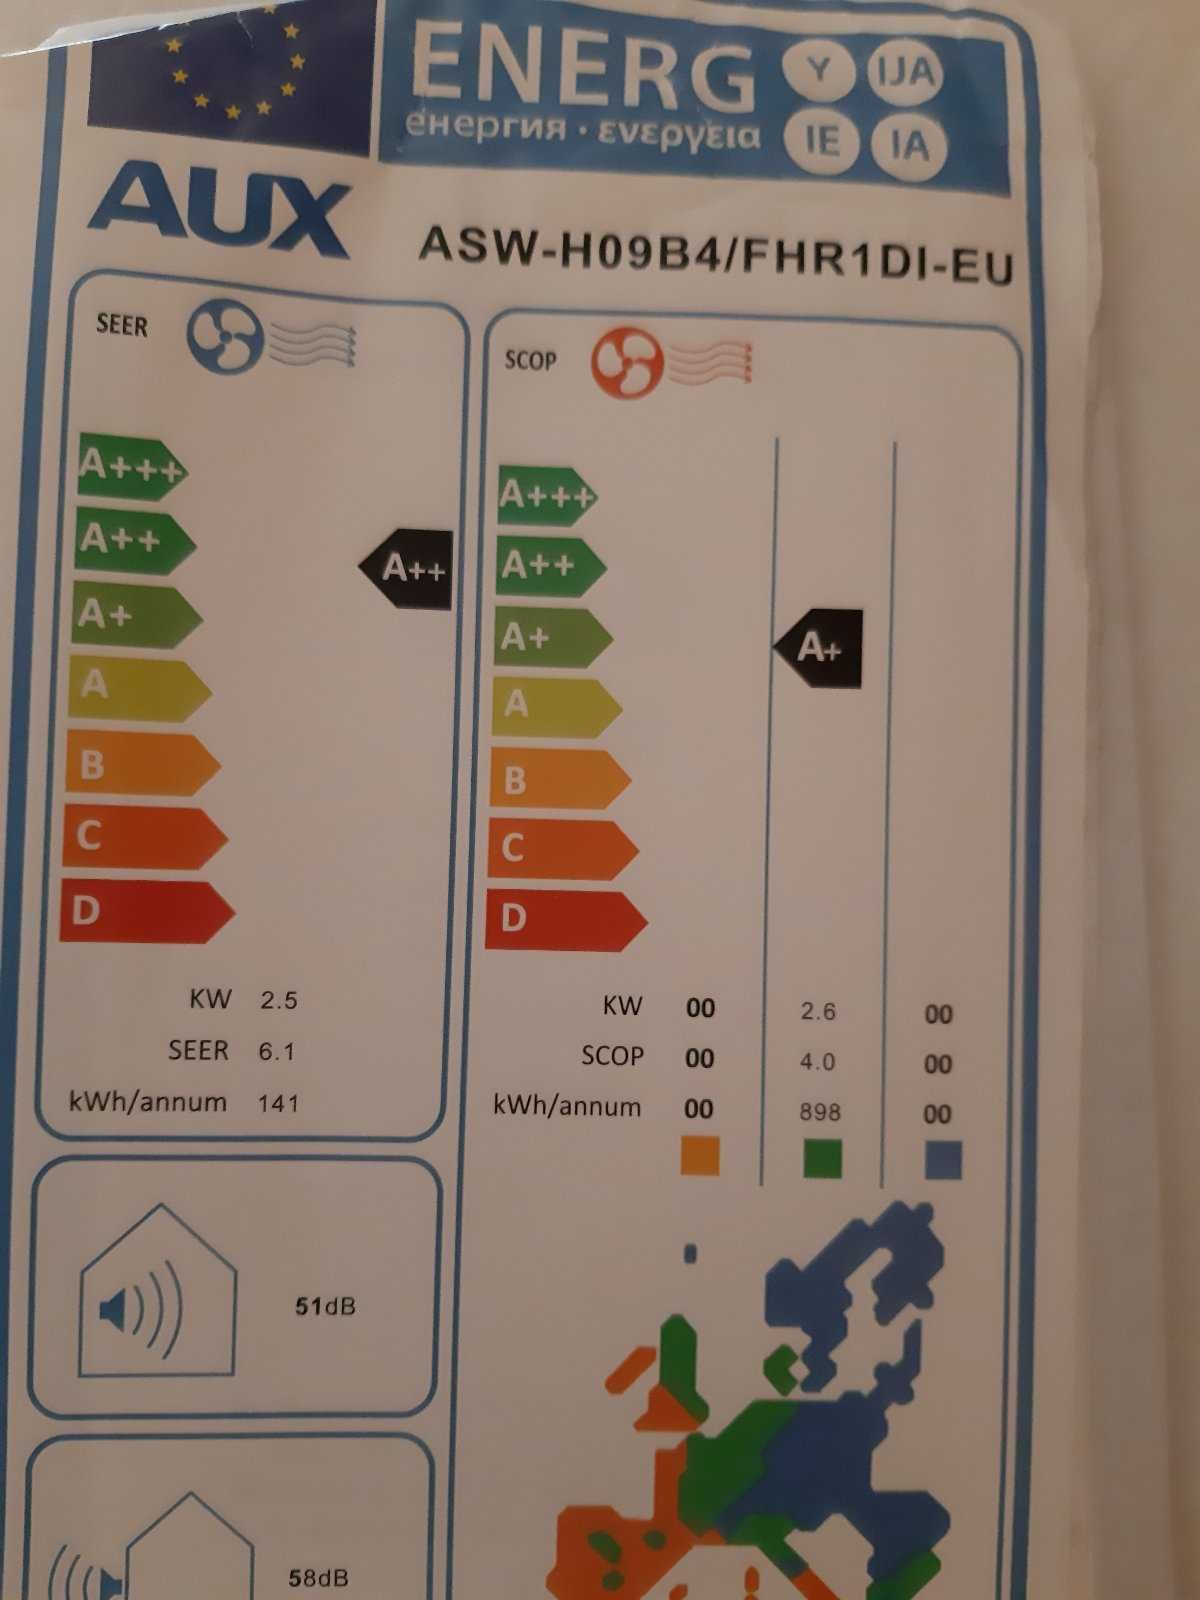 ENERG
енергия · ενεργεια
Y IJA
IE IA
AUX
ASW-H09B4/FHR1DI-EU
SEER
A+++
A++
A+
A
B
C
D
A++
KW 2.5
SEER 6.1
kWh/annum 141
SCOP
A+++
A++
A+
A
B
C
D
A+
KW 00 2.6 00
SCOP 00 4.0 00
kWh/annum 00 898 00
51dB
58dB